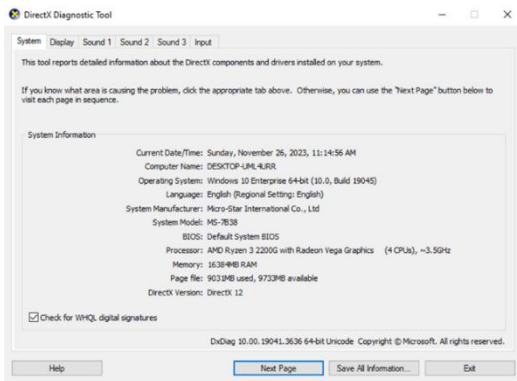 DirectX Diagnostic Tool
System Display Sound 1 Sound 2 Sound 3 Input
This tool reports detailed information about the DirectX components and drivers installed on your system.
If you know what area is causing the problem, click the appropriate tab above. Otherwise, you can use the "Next Page" button below to
visit each page in sequence.
System Information
Current Date/Time: Sunday, November 26, 2023, 11:14:56 AM
Computer Name: DESKTOP-UML4URR
Operating System: Windows 10 Enterprise 64-bit (10.0, Build 19045)
Language: English (Regional Setting: English)
System Manufacturer: Micro-Star International Co., Ltd
System Model: MS-7B38
BIOS: Default System BIOS
Processor: AMD Ryzen 3 2200G with Radeon Vega Graphics (4 CPUs), ~3.5GHz
Memory: 16384MB RAM
Page file: 9031MB used, 9733MB available
DirectX Version: DirectX 12
Check for WHQL digital signatures
DxDiag 10.00.19041.3636 64-bit Unicode Copyright © Microsoft. All rights reserved.
Help Next Page Save All Information... Exit